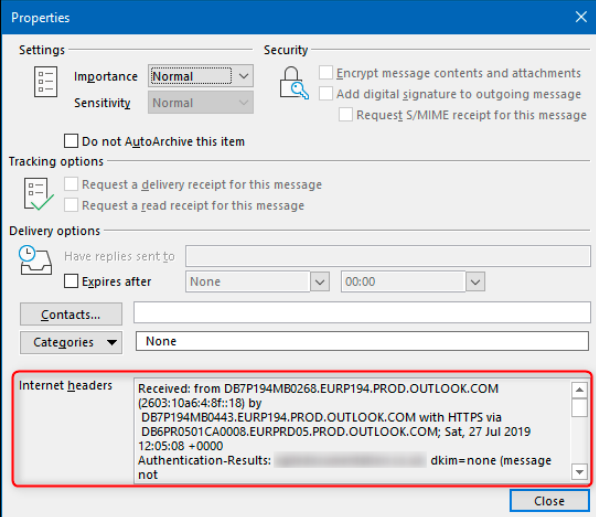 Properties
Settings
Security
Importance Normal
Encrypt message contents and attachments
Sensitivity Normal
Add digital signature to outgoing message
Request S/MIME receipt for this message
Do not AutoArchive this item
Tracking options
Request a delivery receipt for this message
Request a read receipt for this message
Delivery options
Have replies sent to
Expires after None 00:00
Contacts...
Categories None
Internet headers
Received: from DB7P194MB0268.EURP194.PROD.OUTLOOK.COM
(2603:10a6:4:8f::18) by
DB7P194MB0443.EURP194.PROD.OUTLOOK.COM with HTTPS via
DB6PR0501CA0008.EURPRD05.PROD.OUTLOOK.COM; Sat, 27 Jul 2019
12:05:08 +0000
Authentication-Results: dkim=none (message
not
Close